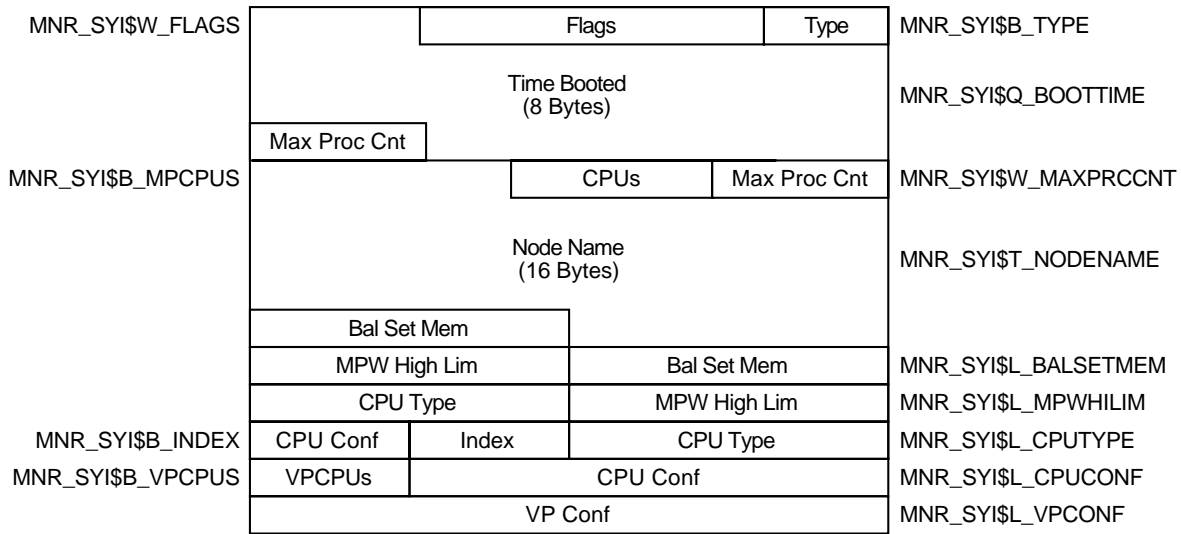 MNR_SYI$W_FLAGS Flags Type MNR_SYI$B_TYPE
Time Booted
(8 Bytes) MNR_SYI$Q_BOOTTIME
Max Proc Cnt
MNR_SYI$B_MPCPUS CPUs Max Proc Cnt MNR_SYI$W_MAXPRCCNT
Node Name
(16 Bytes) MNR_SYI$T_NODENAME
Bal Set Mem
MPW High Lim Bal Set Mem MNR_SYI$L_BALSETMEM
CPU Type MPW High Lim MNR_SYI$L_MPWHILIM
MNR_SYI$B_INDEX CPU Conf Index CPU Type MNR_SYI$L_CPUTYPE
MNR_SYI$B_VPCPUS VPCPUs CPU Conf MNR_SYI$L_CPUCONF
VP Conf MNR_SYI$L_VPCONF